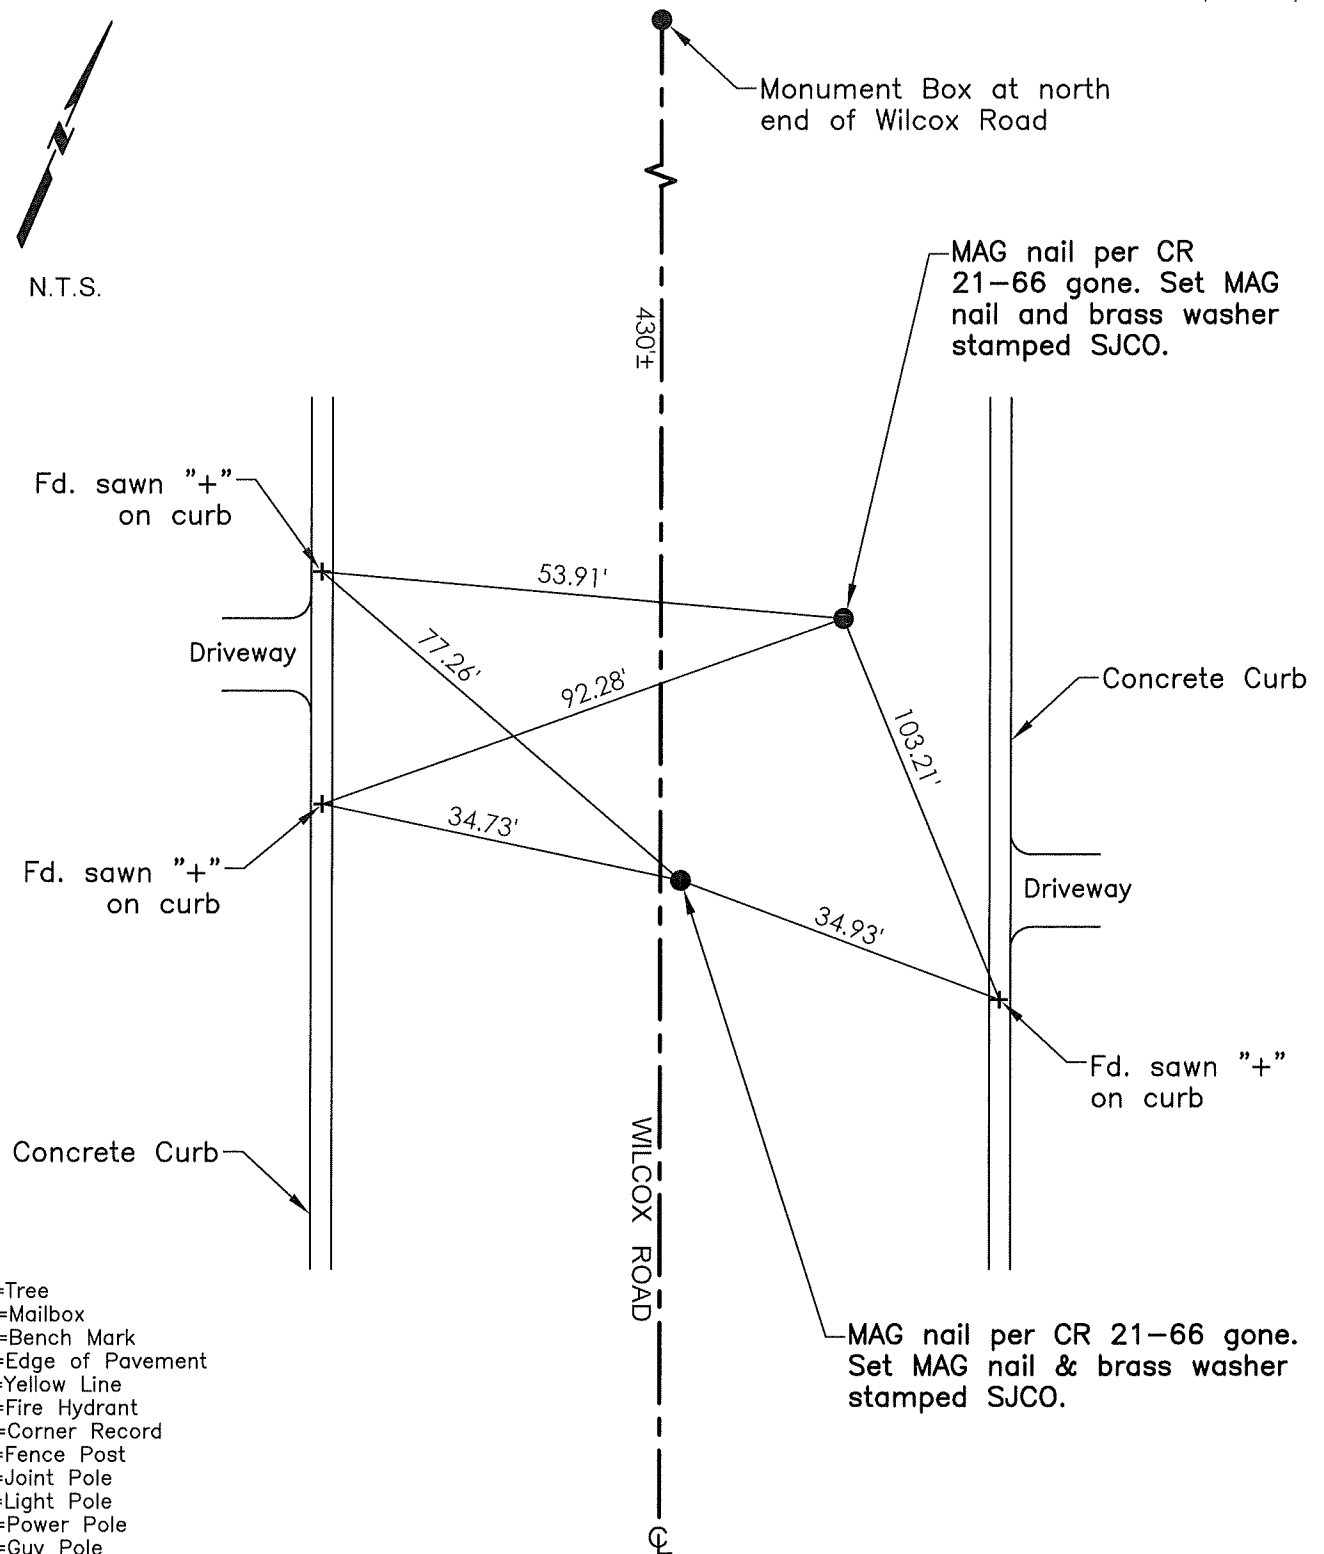 Monument Box at north
end of Wilcox Road
N
N.T.S.
MAG nail per CR
21-66 gone. Set MAG
nail and brass washer
stamped SJCO.
430'±
Fd. sawn "+"
on curb
53.91'
Driveway
77.26'
92.28'
Concrete Curb
103.21'
34.73'
Fd. sawn "+"
on curb
Driveway
34.93'
Fd. sawn "+"
on curb
Concrete Curb
WILCOX ROAD
=Tree
=Mailbox
=Bench Mark
=Edge of Pavement
=Yellow Line
=Fire Hydrant
=Corner Record
=Fence Post
=Joint Pole
=Light Pole
=Power Pole
=Guy Pole
MAG nail per CR 21-66 gone.
Set MAG nail & brass washer
stamped SJCO.
℄